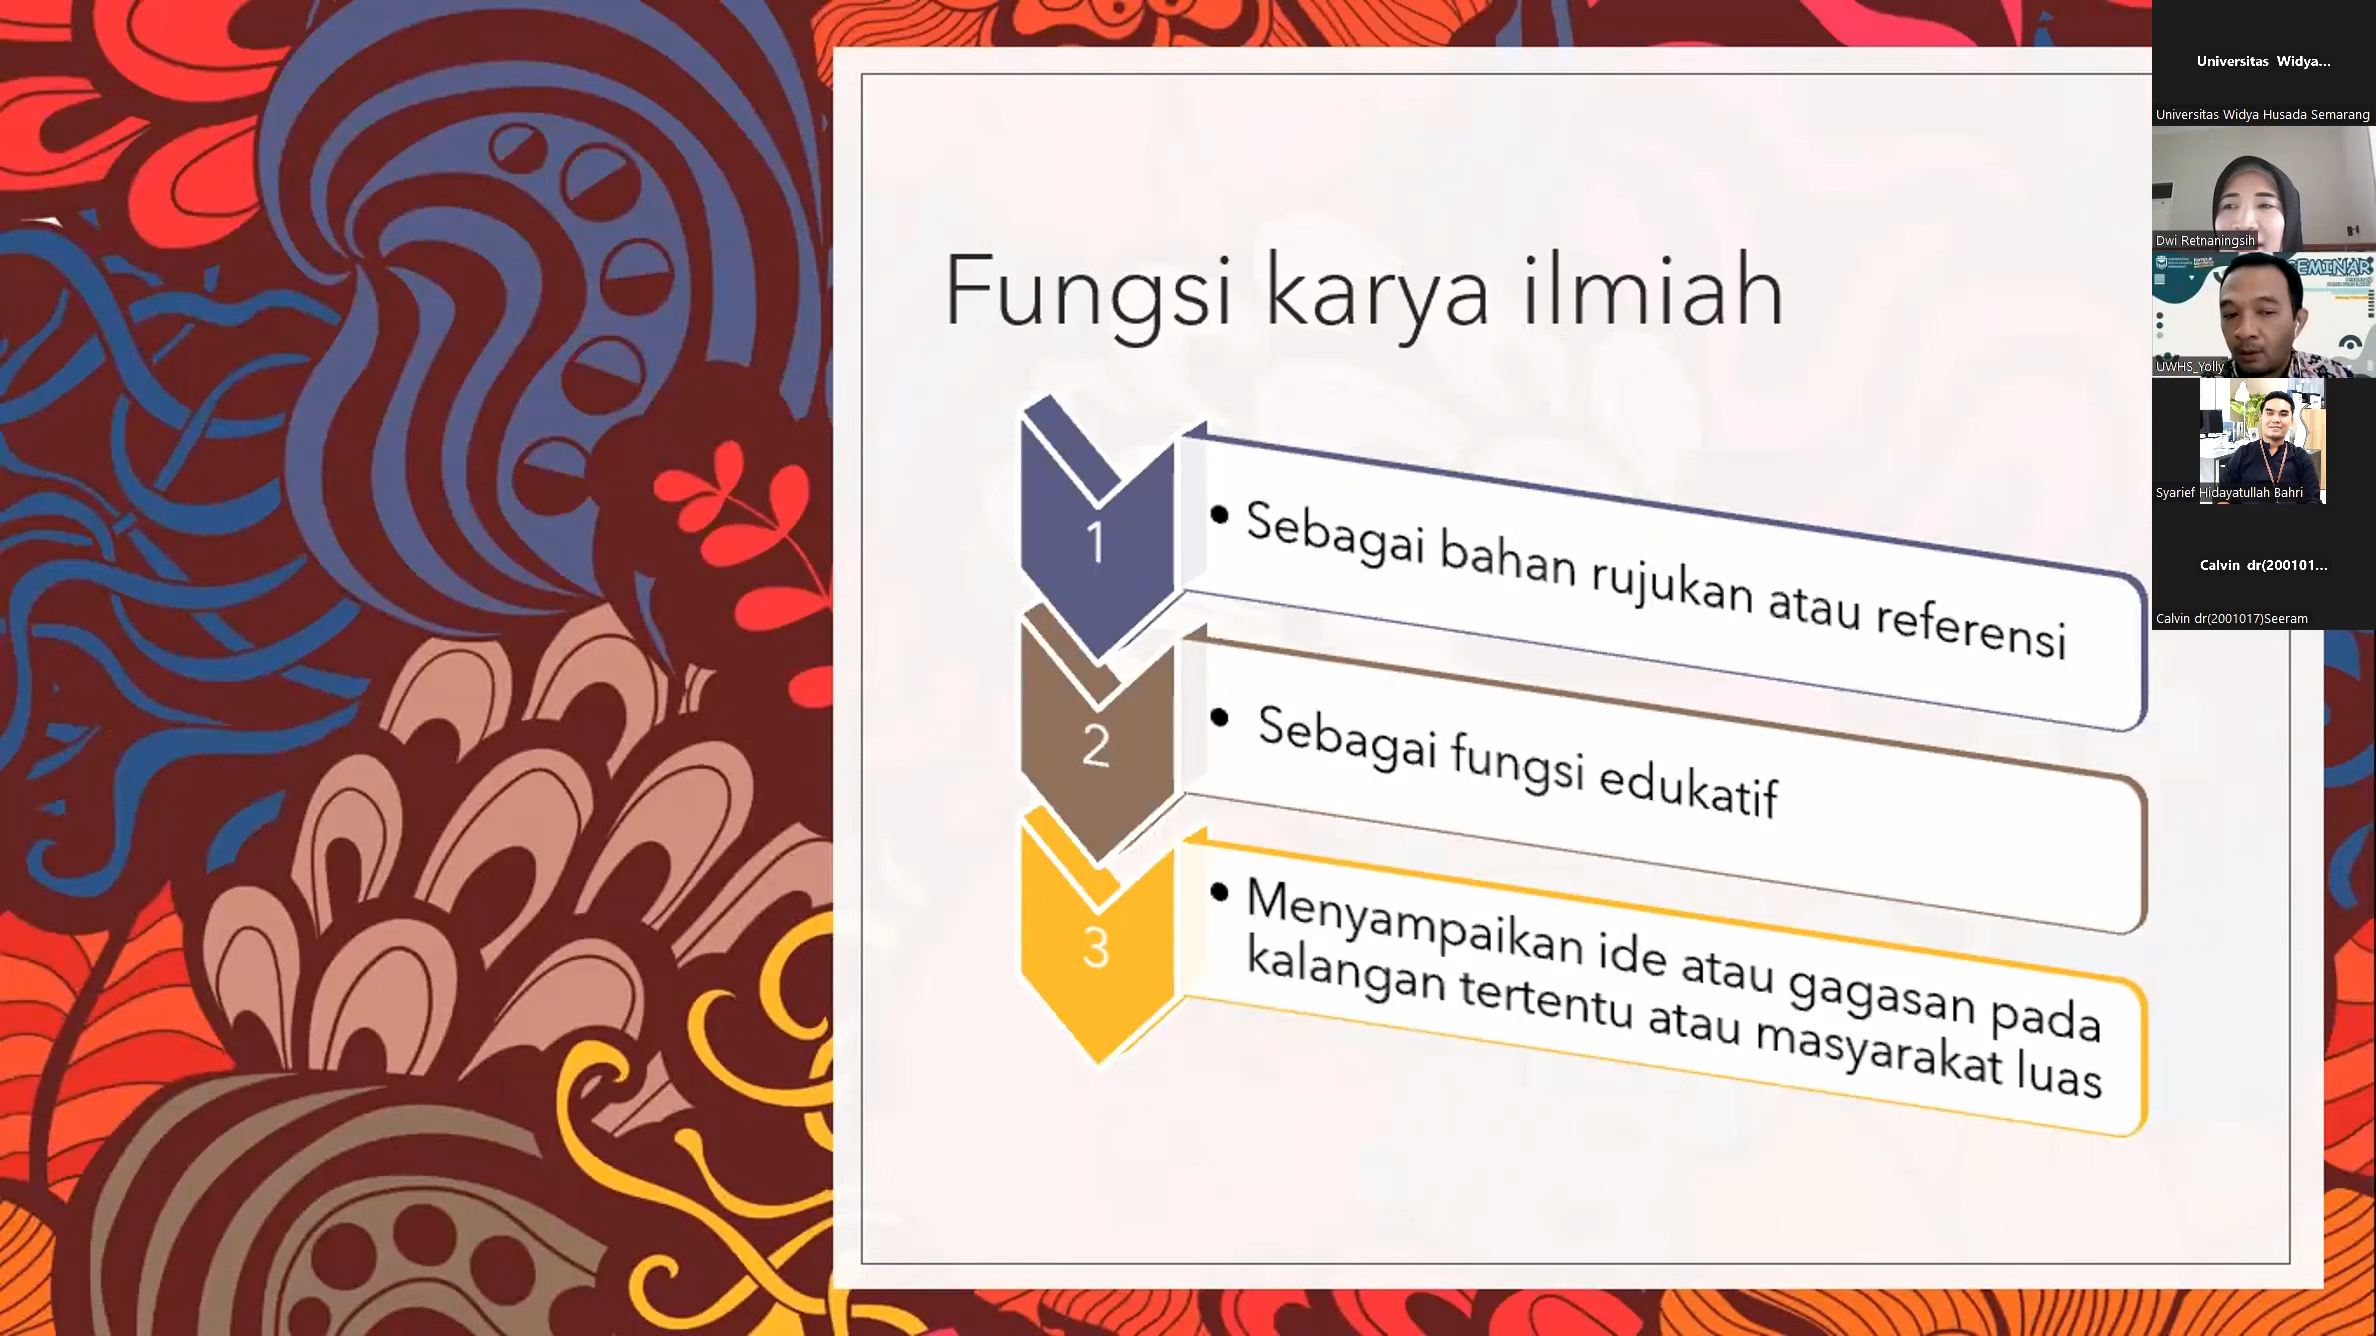 Fungsi karya ilmiah
1
• Sebagai bahan rujukan atau referensi
2
• Sebagai fungsi edukatif
3
• Menyampaikan ide atau gagasan pada
kalangan tertentu atau masyarakat luas
Universitas Widya...
Universitas Widya Husada Semarang
Dwi Retnaningsih
EMINAR
UWHS_Yolly
Syarief Hidayatullah Bahri
Calvin dr(200101...
Calvin dr(2001017)Seeram